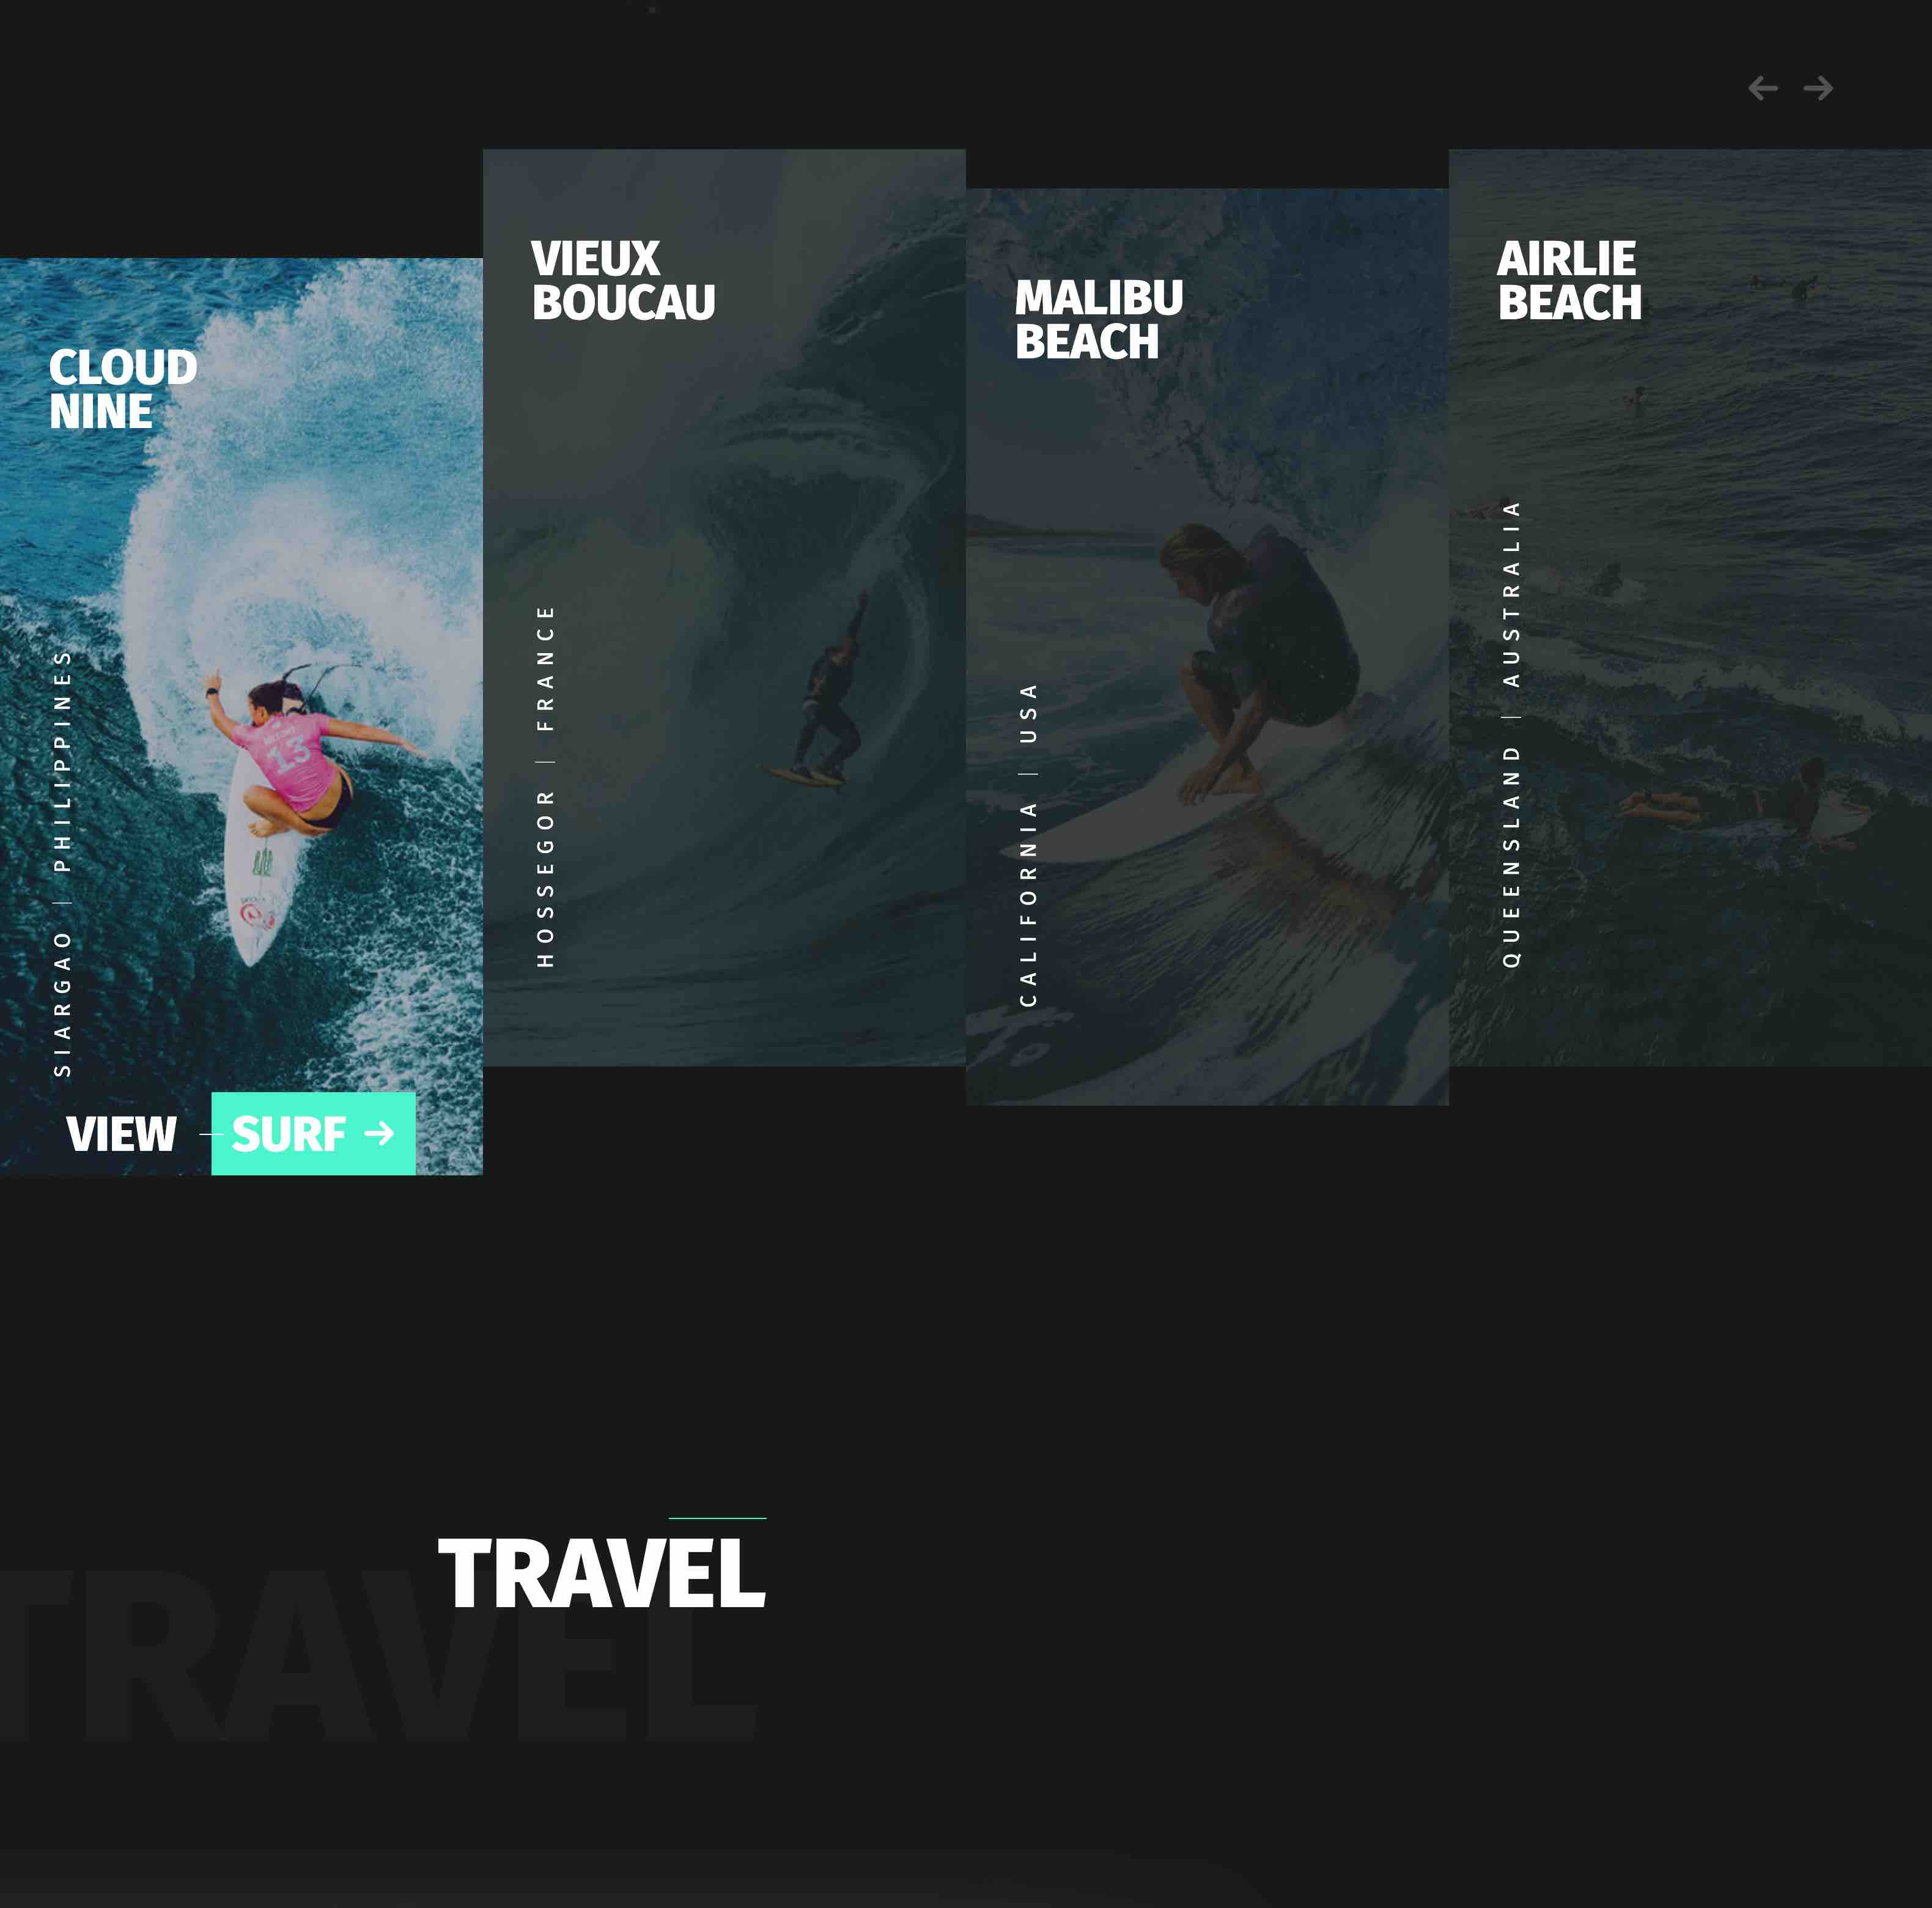 CLOUD
NINE
SIARGAO | PHILIPPINES
13
VIEW — SURF →
VIEUX
BOUCAU
HOSSEGOR | FRANCE
MALIBU
BEACH
CALIFORNIA | USA
AIRLIE
BEACH
QUEENSLAND | AUSTRALIA
TRAVEL
TRAVEL